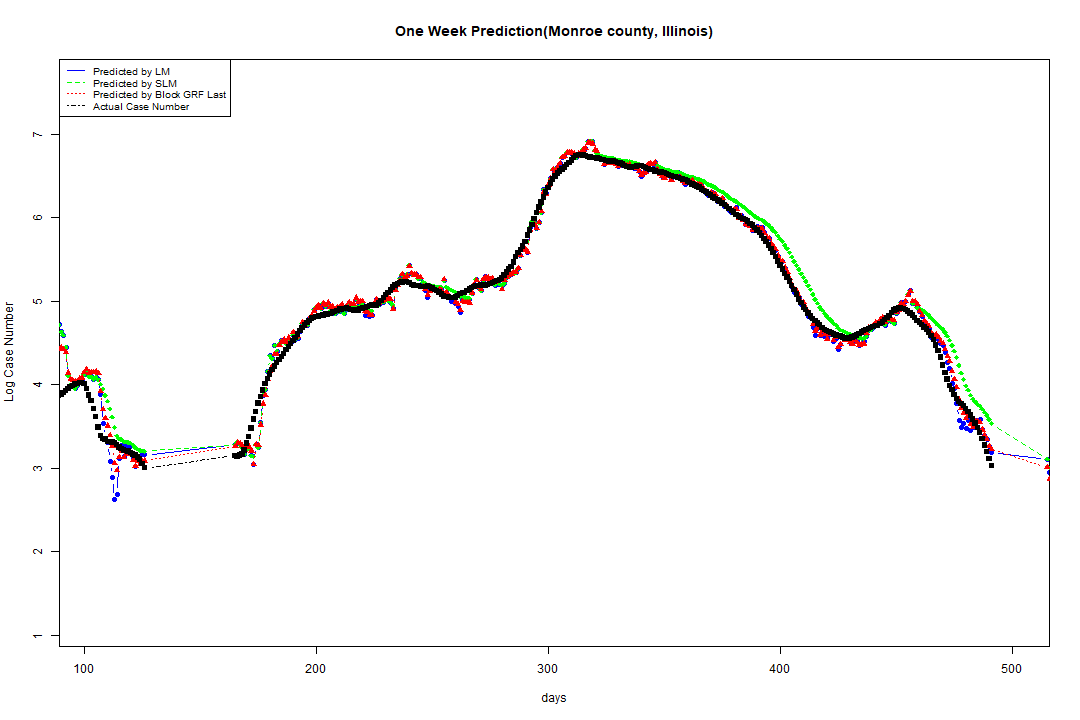 One Week Prediction(Monroe county, Illinois)
Predicted by LM
Predicted by SLM
Predicted by Block GRF Last
Actual Case Number
Log Case Number
7
6
5
4
3
2
1
100 200 300 400 500
days